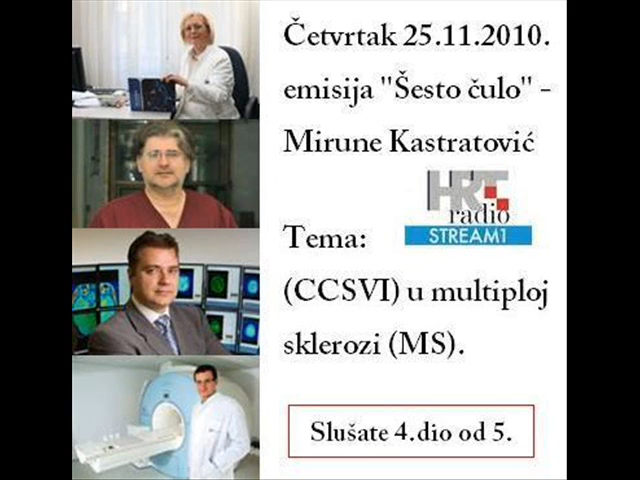 Četvrtak 25.11.2010.
emisija "Šesto čulo" -
Mirune Kastratović
HRT
radio
STREAM1
Tema:
(CCSVI) u multiploj
sklerozi (MS).
Slušate 4.dio od 5.